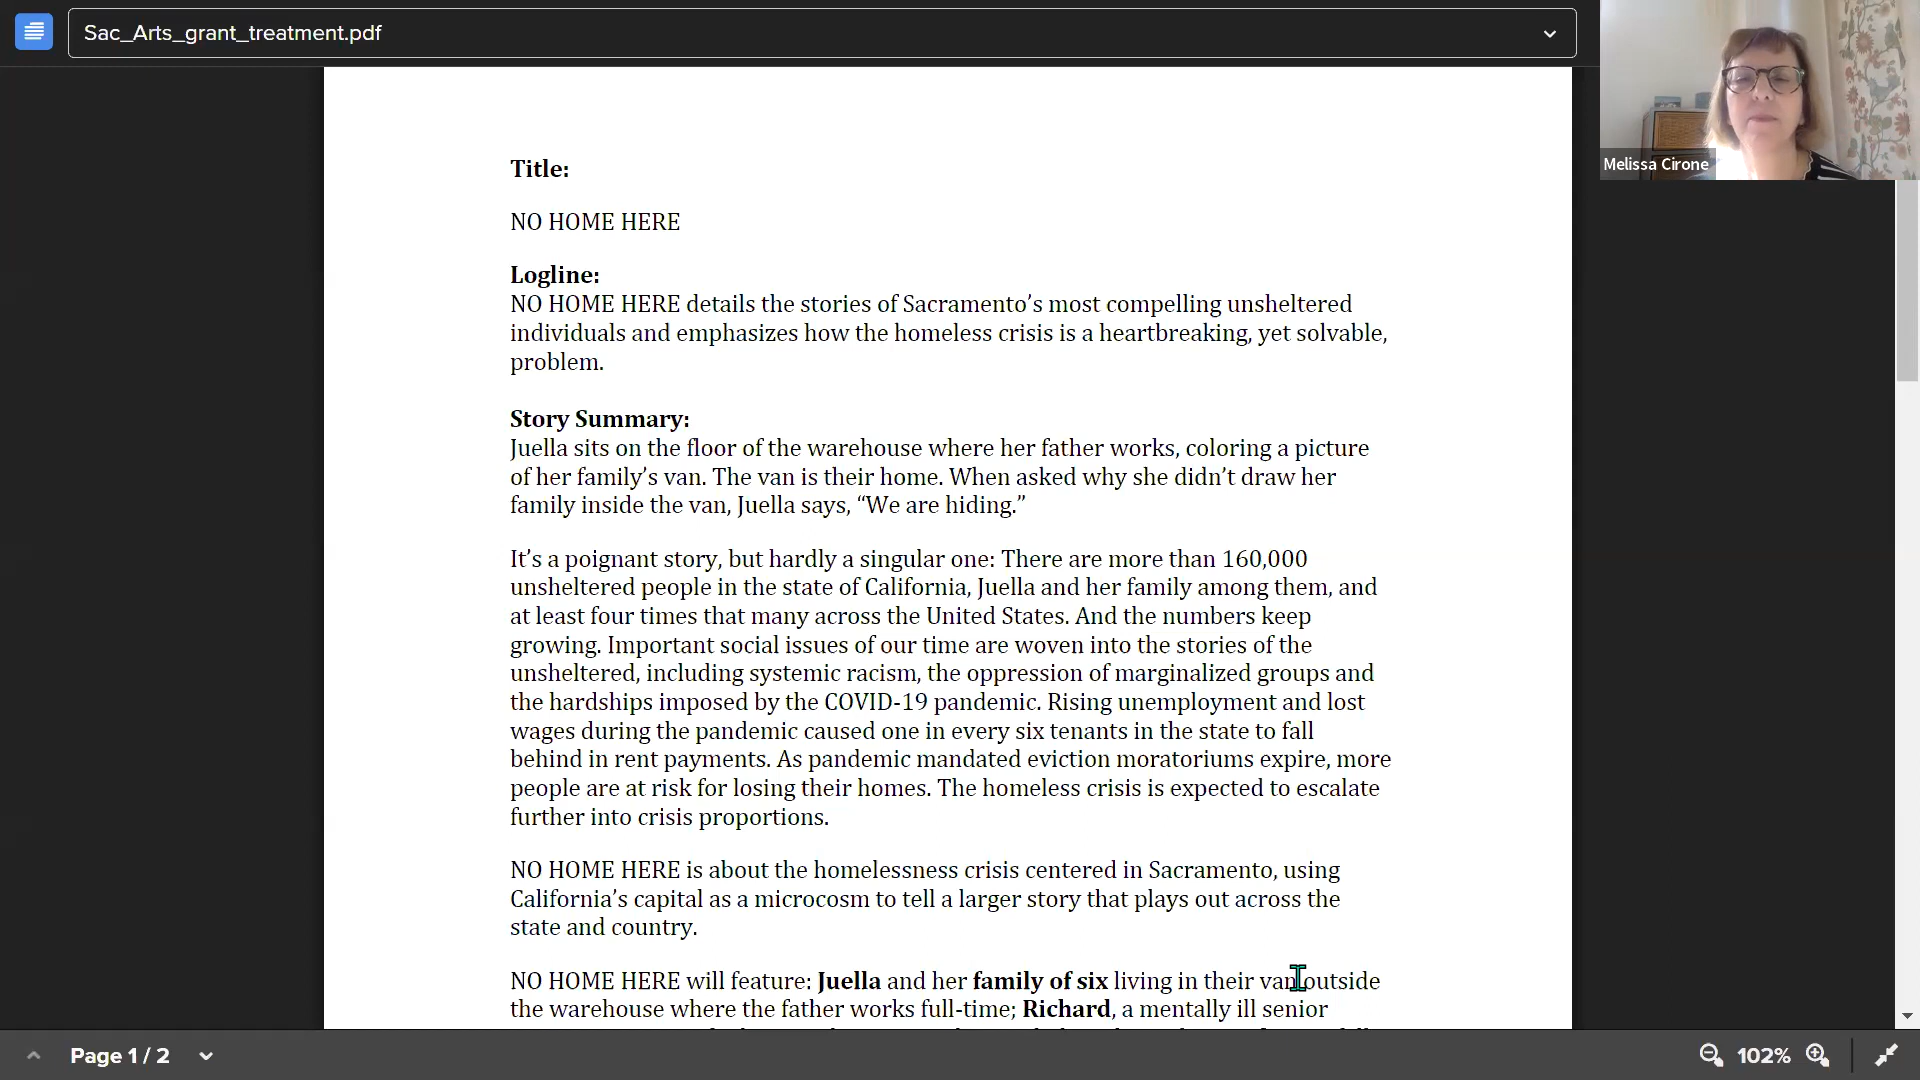 Sac_Arts_grant_treatment.pdf
Melissa Cirone
Title:
NO HOME HERE
Logline:
NO HOME HERE details the stories of Sacramento’s most compelling unsheltered
individuals and emphasizes how the homeless crisis is a heartbreaking, yet solvable,
problem.
Story Summary:
Juella sits on the floor of the warehouse where her father works, coloring a picture
of her family’s van. The van is their home. When asked why she didn’t draw her
family inside the van, Juella says, “We are hiding.”
It’s a poignant story, but hardly a singular one: There are more than 160,000
unsheltered people in the state of California, Juella and her family among them, and
at least four times that many across the United States. And the numbers keep
growing. Important social issues of our time are woven into the stories of the
unsheltered, including systemic racism, the oppression of marginalized groups and
the hardships imposed by the COVID-19 pandemic. Rising unemployment and lost
wages during the pandemic caused one in every six tenants in the state to fall
behind in rent payments. As pandemic mandated eviction moratoriums expire, more
people are at risk for losing their homes. The homeless crisis is expected to escalate
further into crisis proportions.
NO HOME HERE is about the homelessness crisis centered in Sacramento, using
California’s capital as a microcosm to tell a larger story that plays out across the
state and country.
NO HOME HERE will feature: Juella and her family of six living in their van outside
the warehouse where the father works full-time; Richard, a mentally ill senior
Page 1 / 2
102%